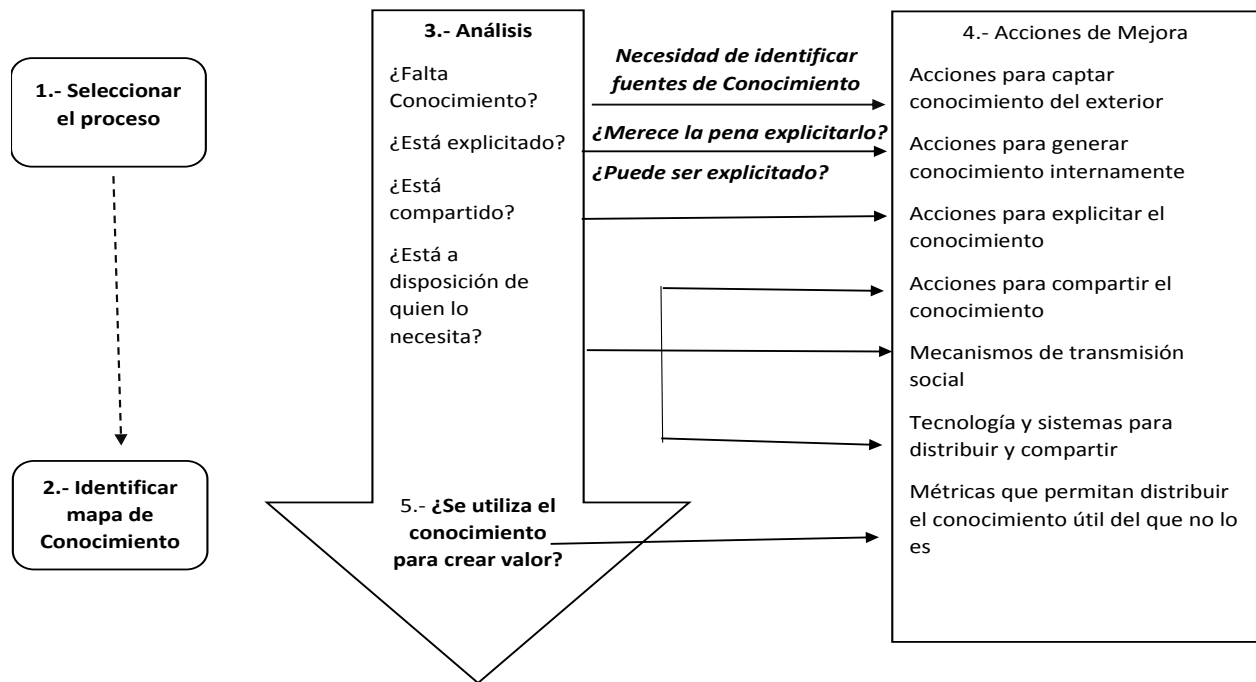 1.- Seleccionar
el proceso
2.- Identificar
mapa de
Conocimiento
3.- Análisis
¿Falta
Conocimiento?
¿Está explicitado?
¿Está
compartido?
¿Está a
disposición de
quien lo
necesita?
5.- ¿Se utiliza el
conocimiento
para crear valor?
Necesidad de identificar
fuentes de Conocimiento
¿Merece la pena explicitarlo?
¿Puede ser explicitado?
4.- Acciones de Mejora
Acciones para captar
conocimiento del exterior
Acciones para generar
conocimiento internamente
Acciones para explicitar el
conocimiento
Acciones para compartir el
conocimiento
Mecanismos de transmisión
social
Tecnología y sistemas para
distribuir y compartir
Métricas que permitan distribuir
el conocimiento útil del que no lo
es